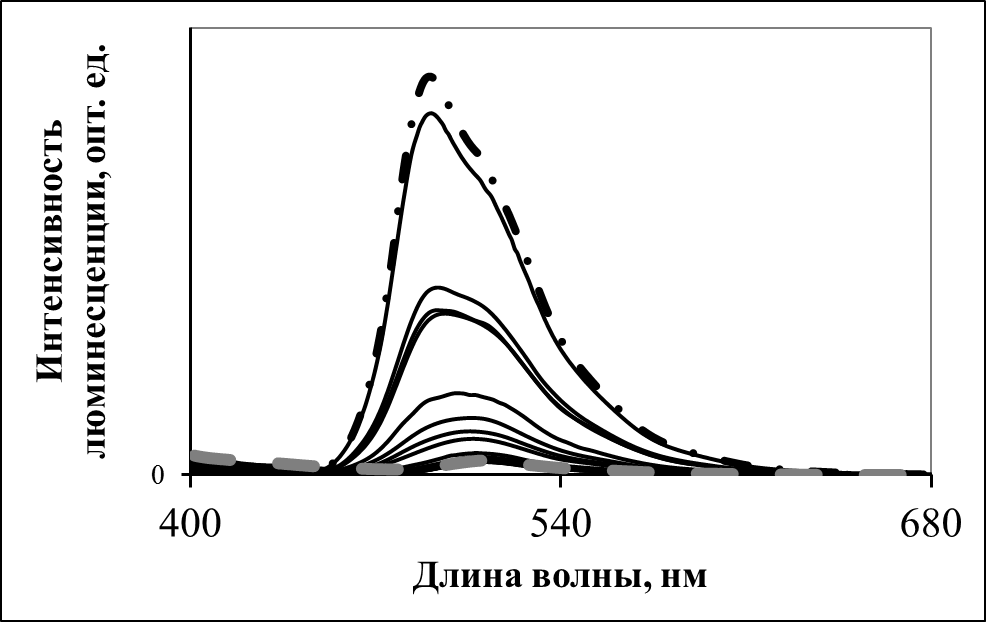 Интенсивность
люминесценции, опт. ед.
0
400 540 680
Длина волны, нм